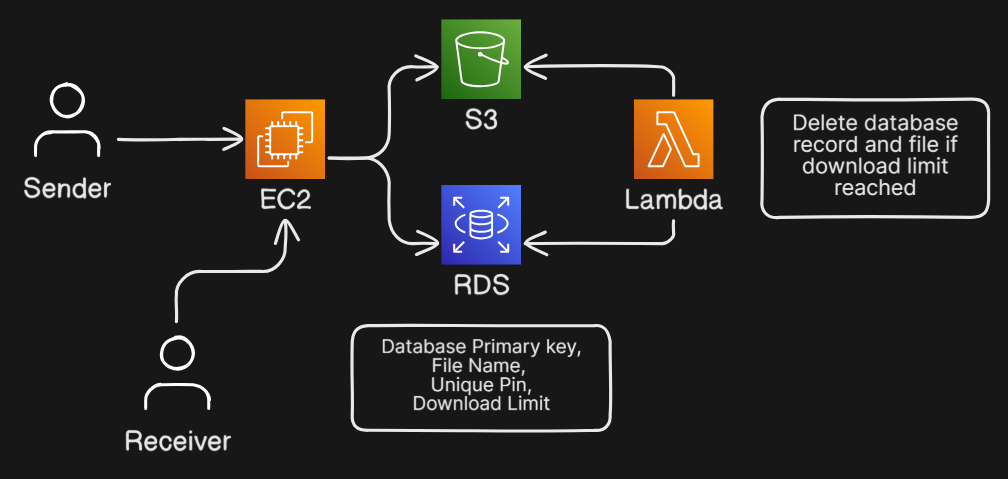 Sender
EC2
S3
RDS
Lambda
Delete database
record and file if
download limit
reached
Database Primary key,
File Name,
Unique Pin,
Download Limit
Receiver